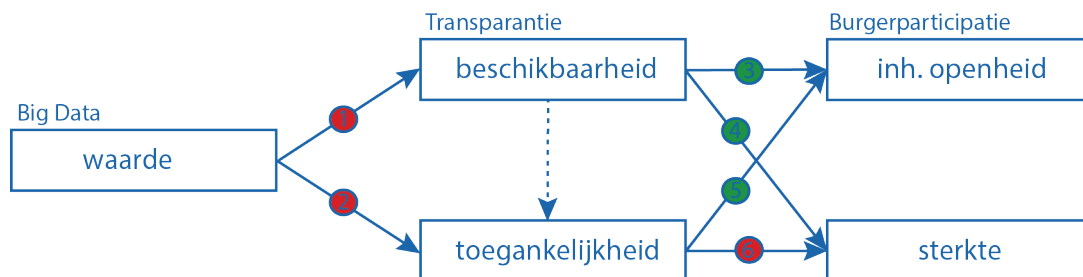 Transparantie
Burgerparticipatie
beschikbaarheid
3
inh. openheid
Big Data
1
4
waarde
2
5
toegankelijkheid
6
sterkte